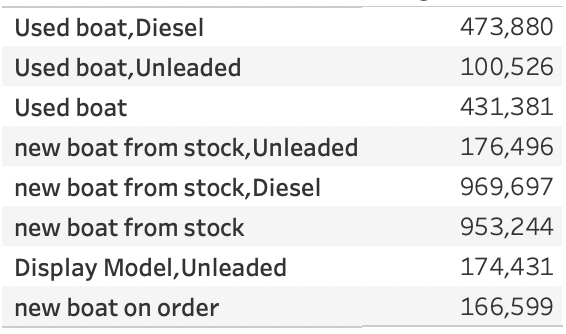 Used boat,Diesel 473,880
Used boat,Unleaded 100,526
Used boat 431,381
new boat from stock,Unleaded 176,496
new boat from stock,Diesel 969,697
new boat from stock 953,244
Display Model,Unleaded 174,431
new boat on order 166,599